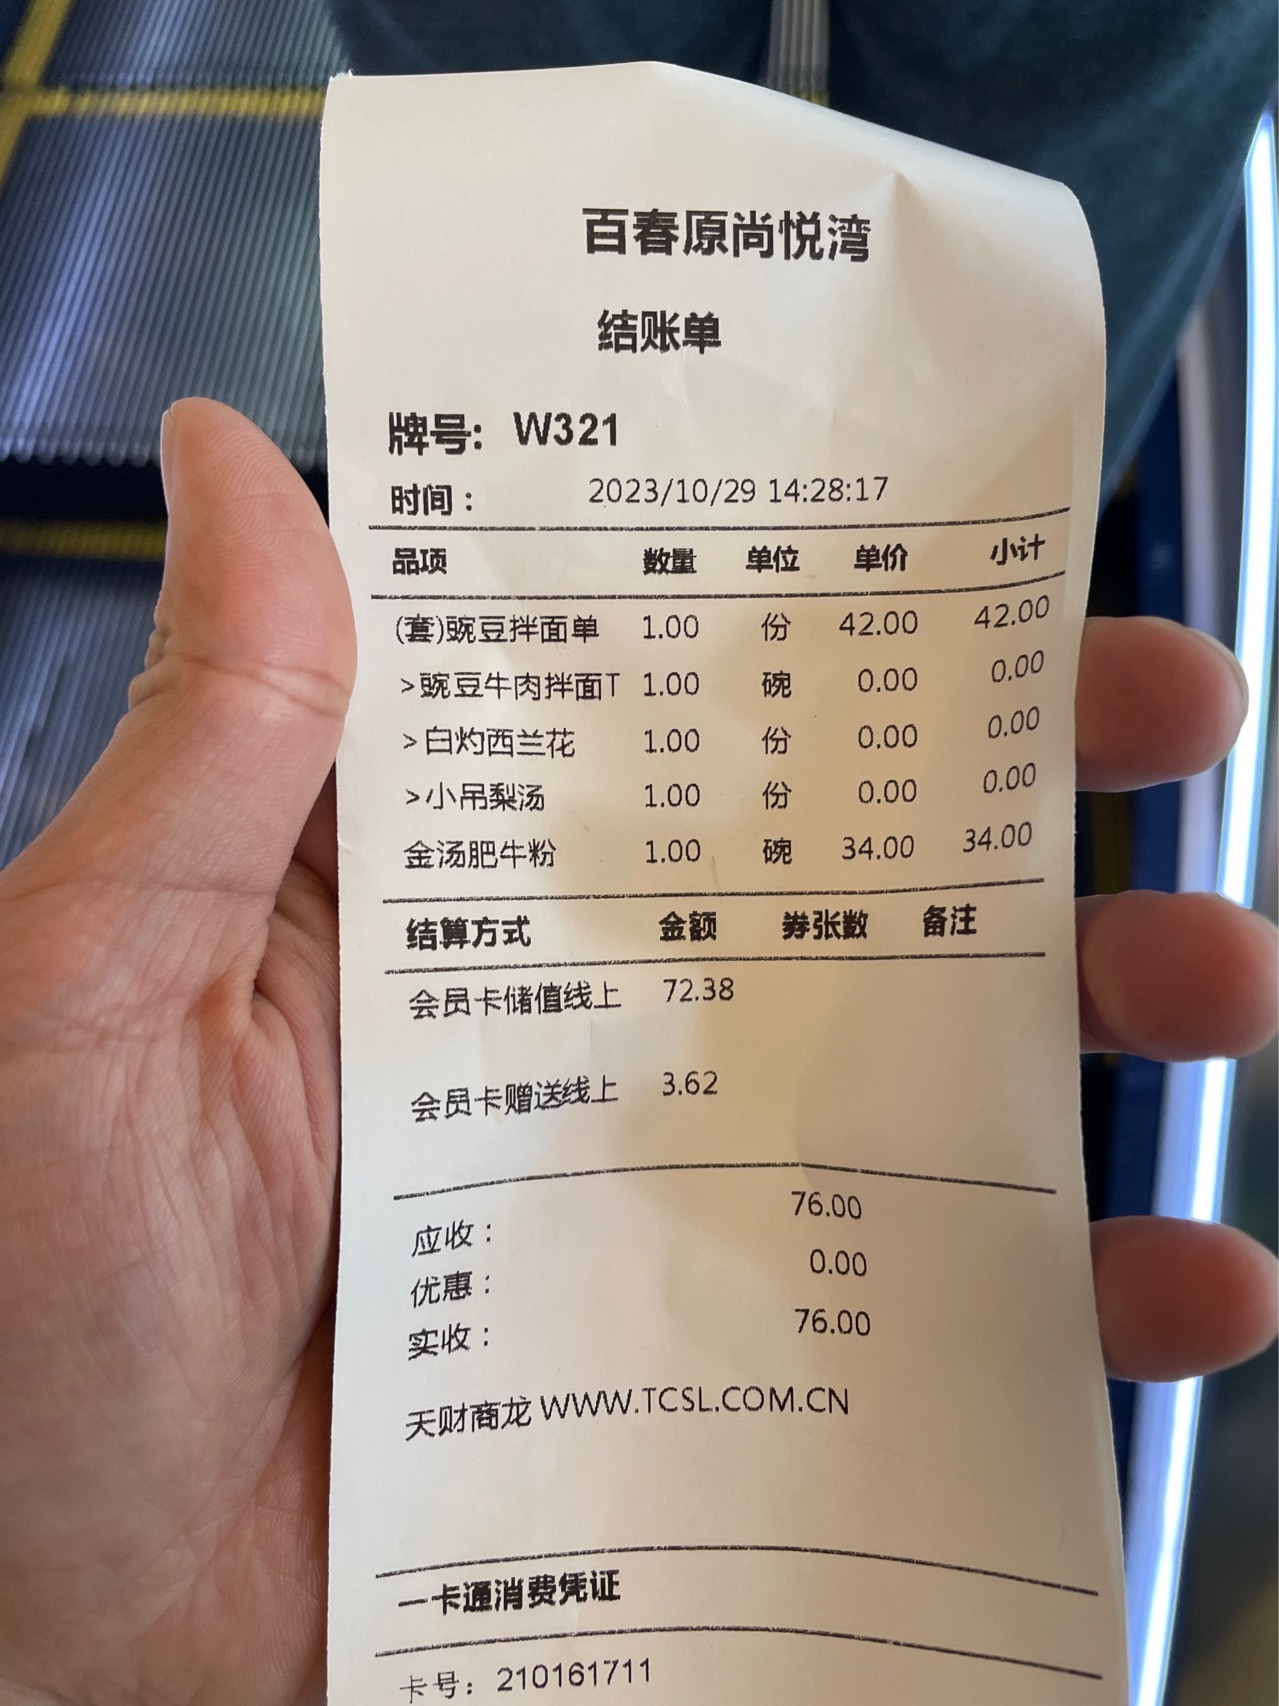 百春原尚悦湾
结账单
牌号: W321
时间： 2023/10/29 14:28:17
品项 数量 单位 单价 小计
(套)豌豆拌面单 1.00 份 42.00 42.00
>豌豆牛肉拌面T 1.00 碗 0.00 0.00
>白灼西兰花 1.00 份 0.00 0.00
>小吊梨汤 1.00 份 0.00 0.00
金汤肥牛粉 1.00 碗 34.00 34.00
结算方式 金额 券张数 备注
会员卡储值线上 72.38
会员卡赠送线上 3.62
应收： 76.00
优惠： 0.00
实收： 76.00
天财商龙 WWW.TCSL.COM.CN
一卡通消费凭证
卡号：210161711